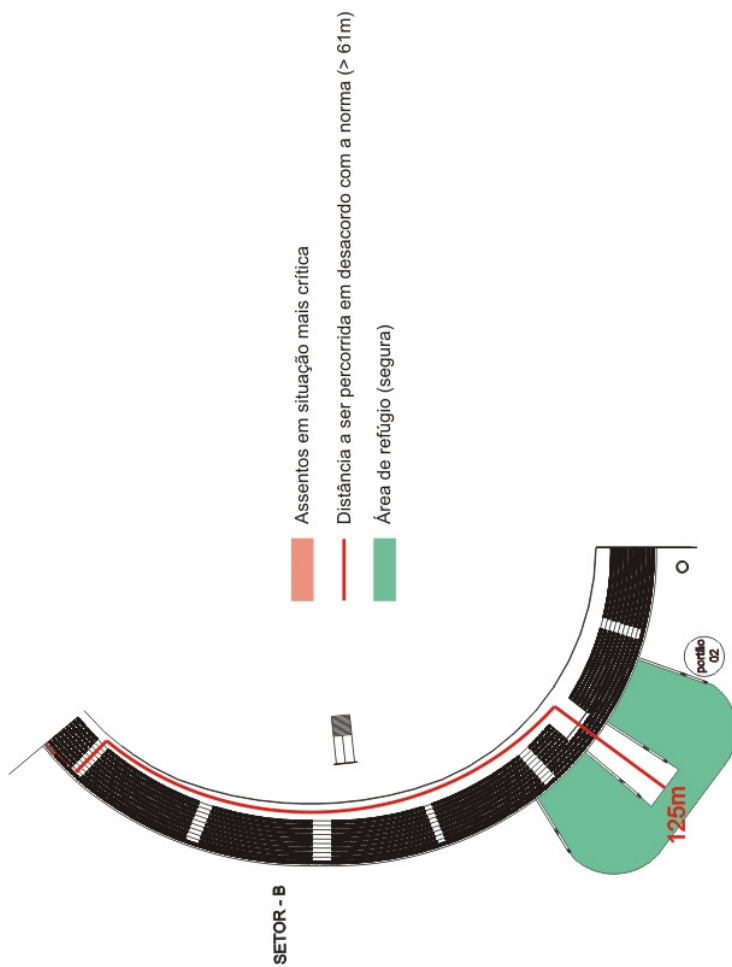 Assentos em situação mais crítica
Distância a ser percorrida em desacordo com a norma (> 61m)
Área de refúgio (segura)
SETOR - B
portão
02
125m